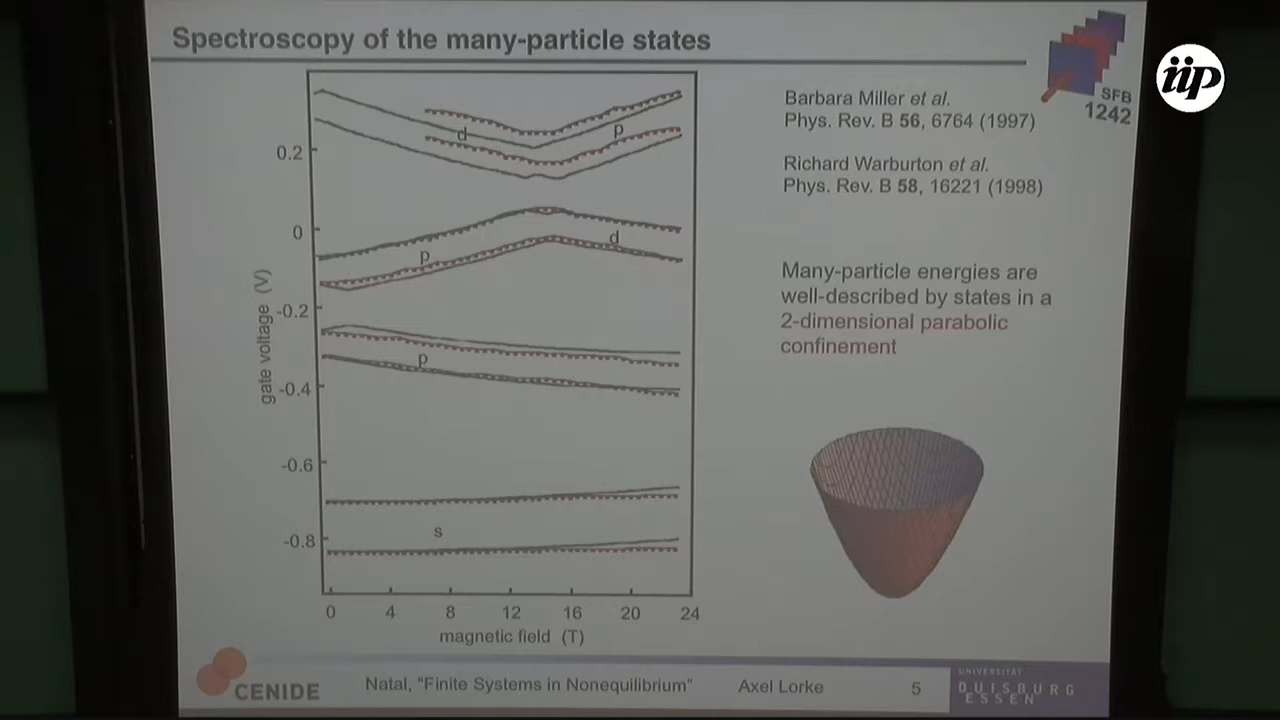 Spectroscopy of the many-particle states
iip
SFB
1242
Barbara Miller et al.
Phys. Rev. B 56, 6764 (1997)
Richard Warburton et al.
Phys. Rev. B 58, 16221 (1998)
Many-particle energies are
well-described by states in a
2-dimensional parabolic
confinement
gate voltage (V)
0.2
0
-0.2
-0.4
-0.6
-0.8
d
p
p
d
p
s
0 4 8 12 16 20 24
magnetic field (T)
CENIDE
Natal, "Finite Systems in Nonequilibrium"
Axel Lorke
5
UNIVERSITÄT
DUISBURG
ESSEN